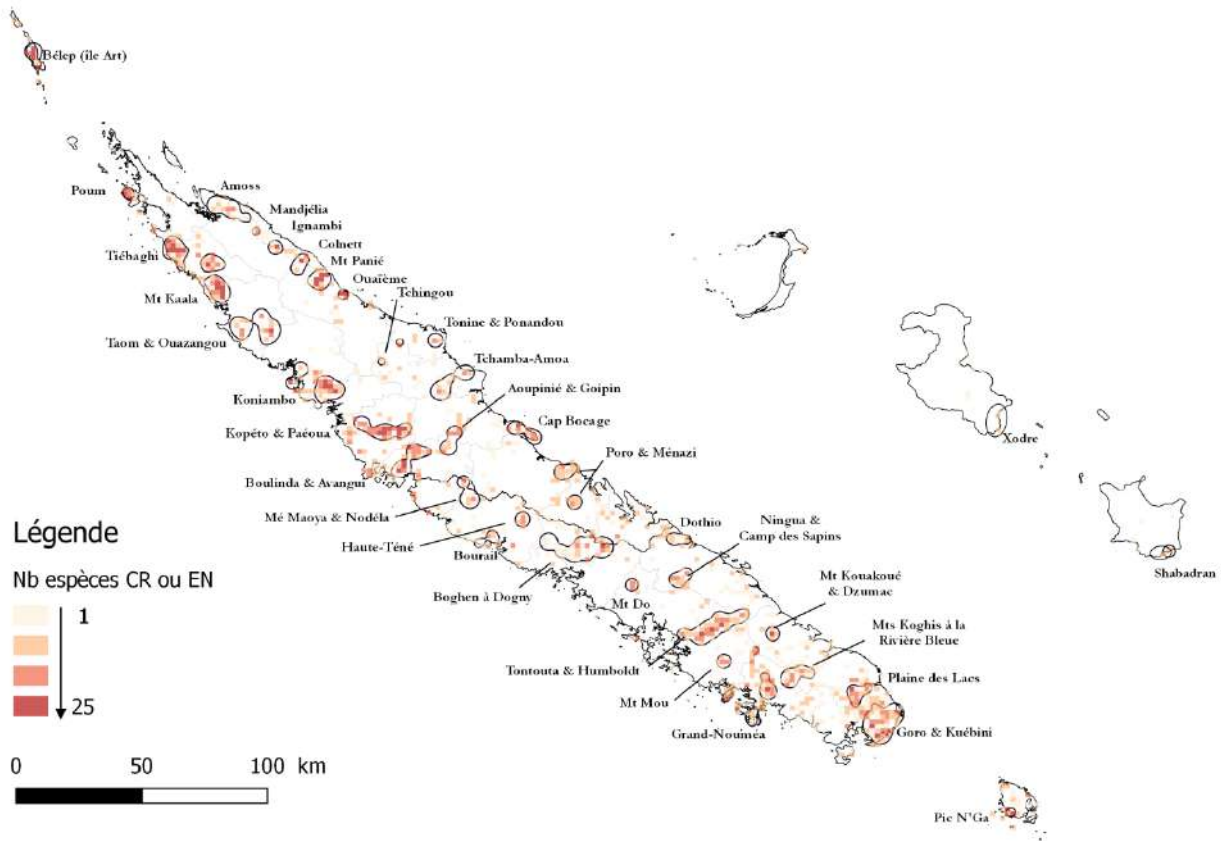 Bélep (île Art)
Poum
Amoss
Mandjélia
Ignambi
Colnett
Mt Panié
Ouaïème
Tchingou
Tiébaghi
Mt Kaala
Taom & Ouazangou
Tonine & Ponandou
Tchamba-Amoa
Aoupinié & Goipin
Koniambo
Kopéto & Paéoua
Cap Bocage
Poro & Ménazi
Xodre
Boulinda & Avangui
Mé Maoya & Nodéla
Haute-Téné
Bourail
Boghen à Dogny
Dothio
Ningua &
Camp des Sapins
Shabadran
Mt Do
Mt Kouakoué
& Dzumac
Mts Koghis à la
Rivière Bleue
Tontouta & Humboldt
Mt Mou
Plaine des Lacs
Grand-Nouméa
Goro & Kuébini
Pic N'Ga
Légende
Nb espèces CR ou EN
1
25
0 50 100 km